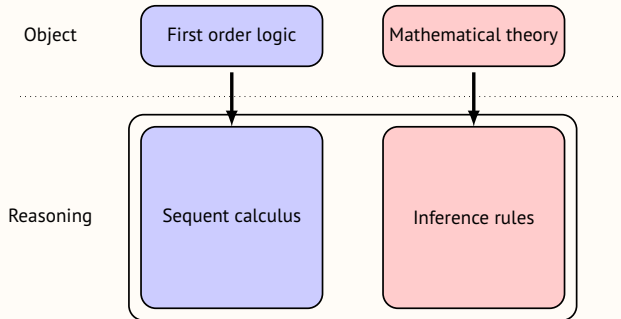 Object
First order logic
Mathematical theory
Reasoning
Sequent calculus
Inference rules